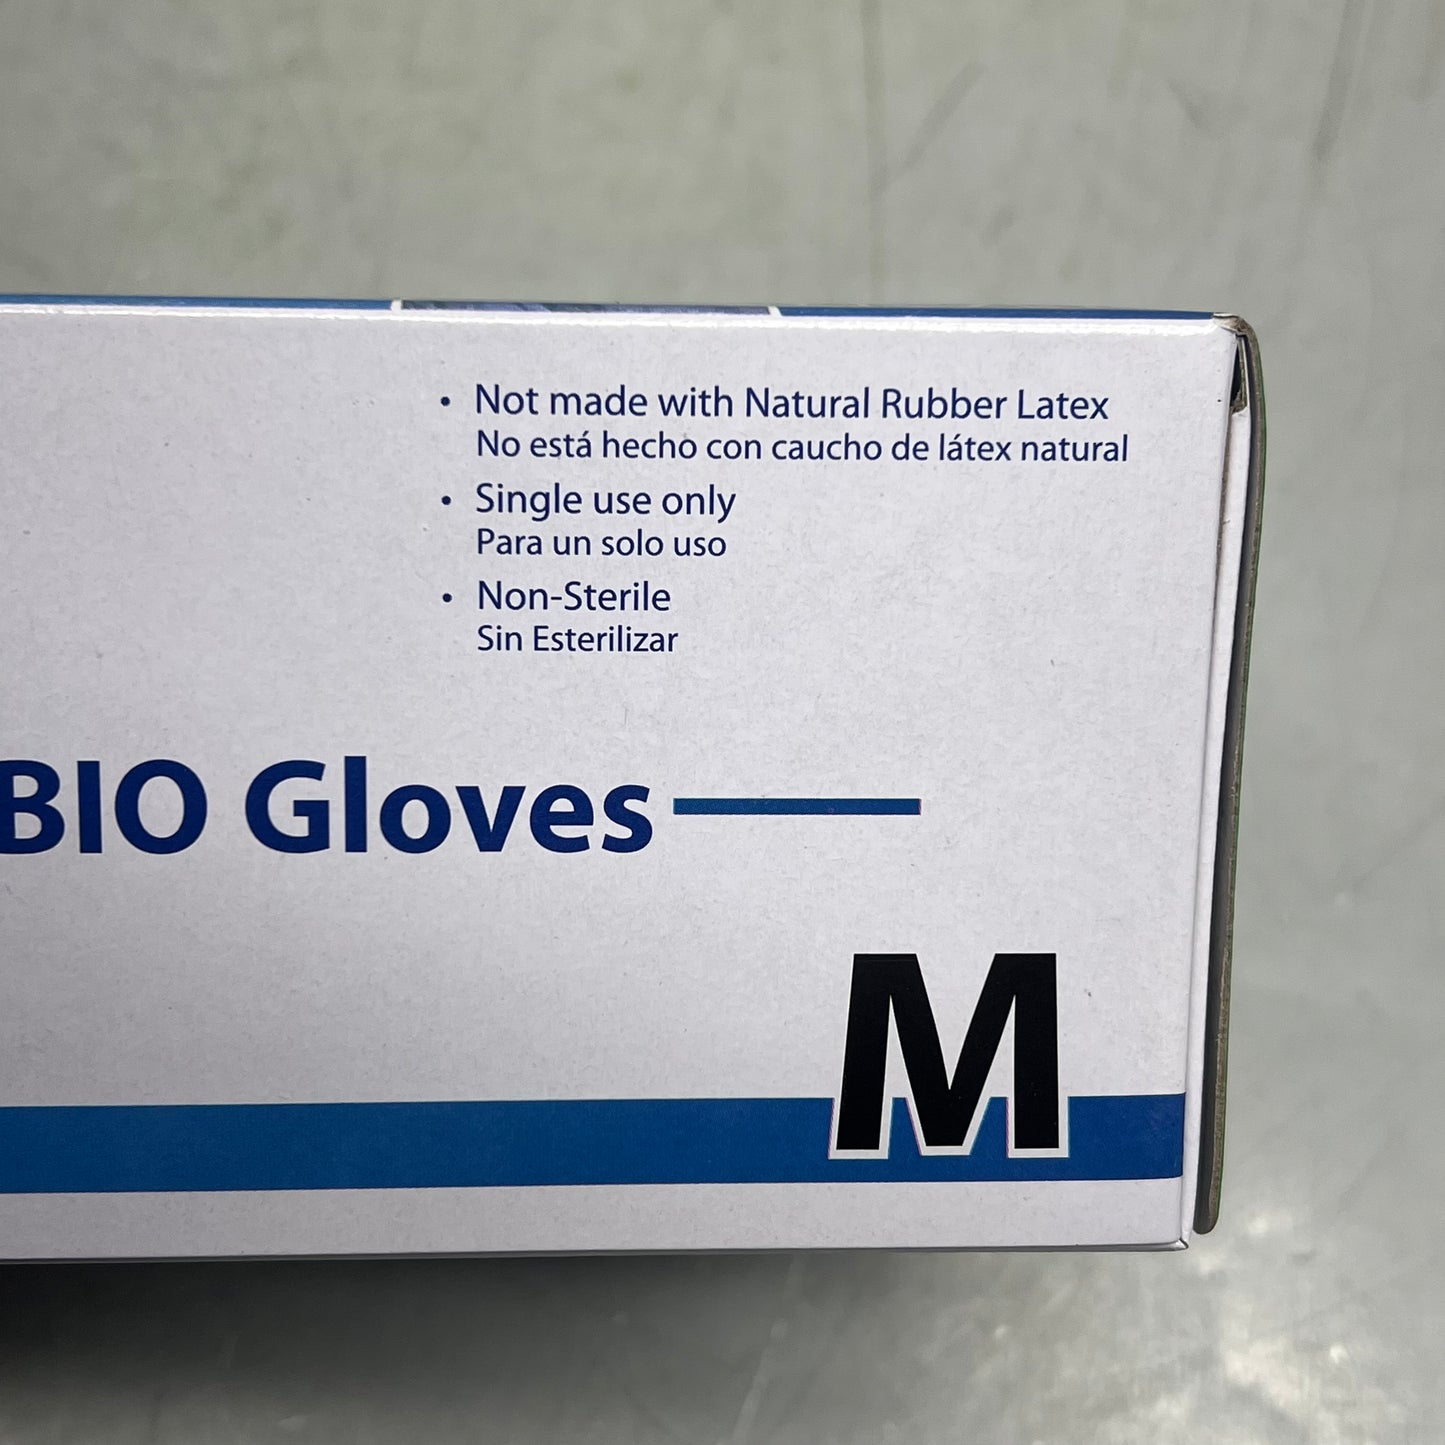 • Not made with Natural Rubber Latex
No está hecho con caucho de látex natural
• Single use only
Para un solo uso
• Non-Sterile
Sin Esterilizar
BIO Gloves
M